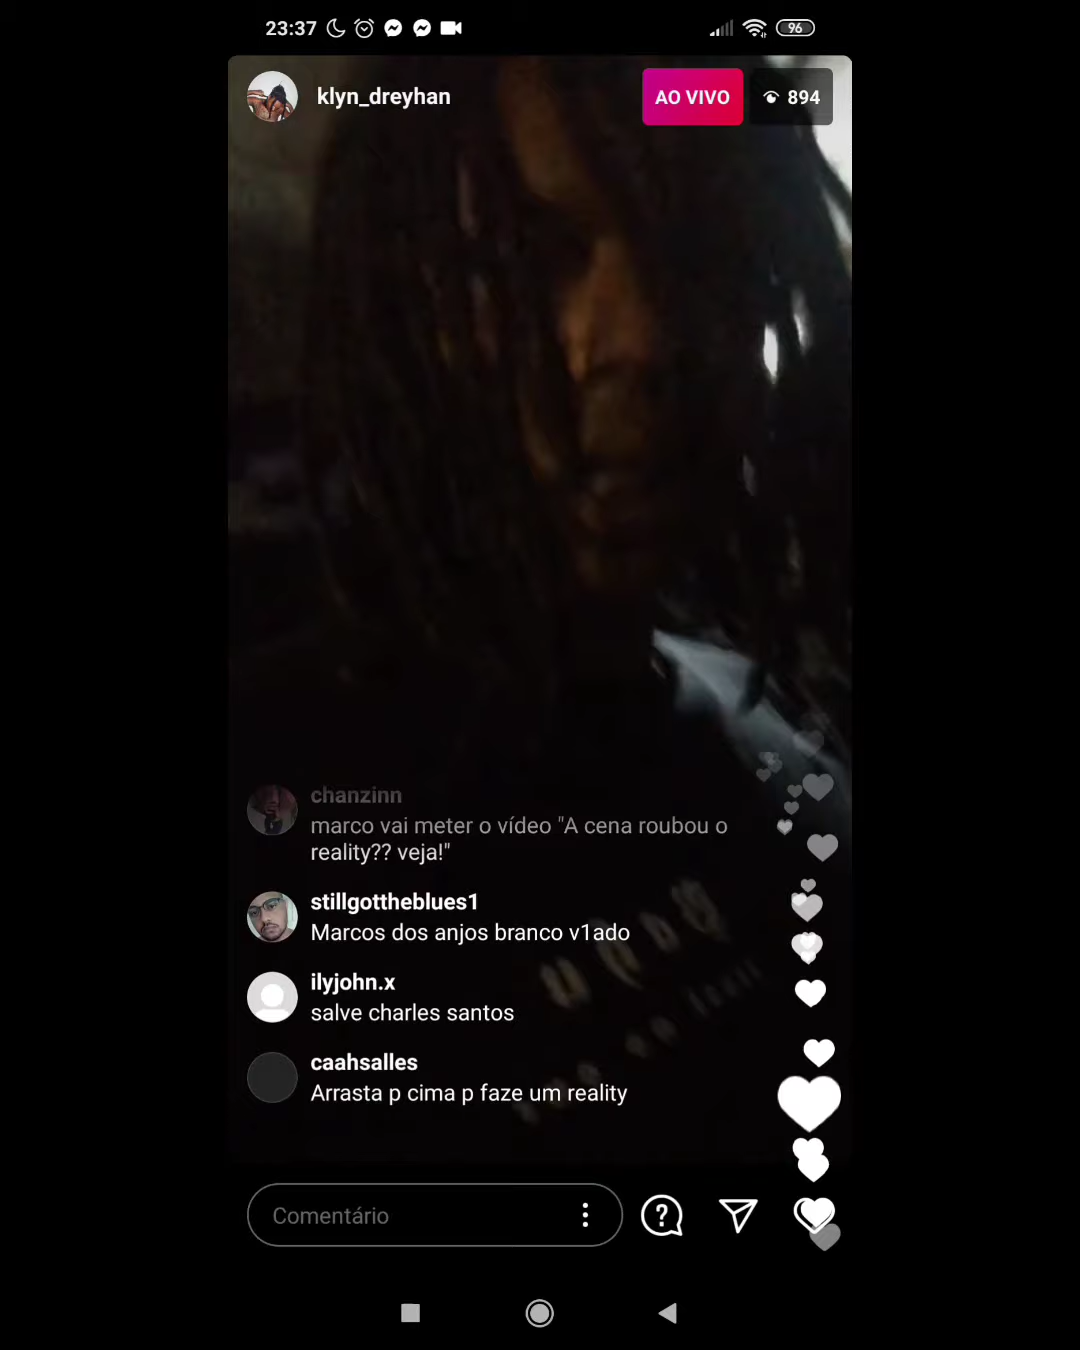 23:37
96
klyn_dreyhan
AO VIVO
894
chanzinn
marco vai meter o vídeo "A cena roubou o
reality?? veja!"
stillgottheblues1
Marcos dos anjos branco v1ado
ilyjohn.x
salve charles santos
caahsalles
Arrasta p cima p faze um reality
Comentário